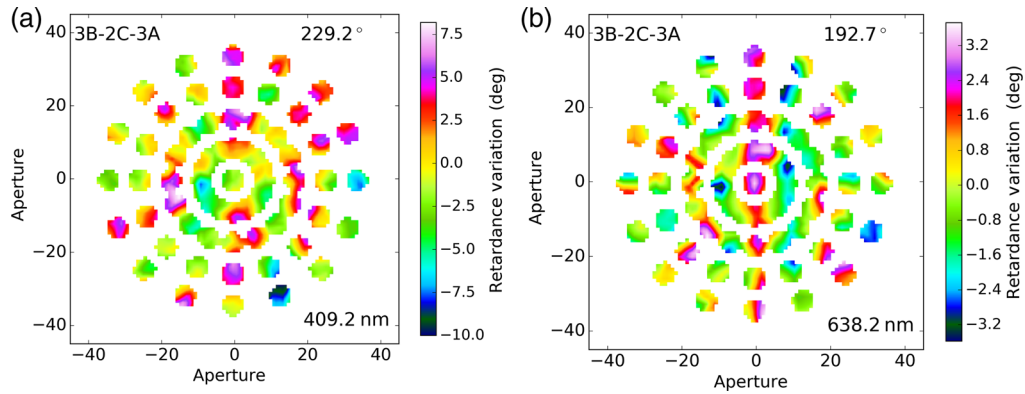 (a)
3B-2C-3A 229.2°
409.2 nm
40
20
0
−20
−40
Aperture
−40 −20 0 20 40
Aperture
7.5
5.0
2.5
0.0
−2.5
−5.0
−7.5
−10.0
Retardance variation (deg)
(b)
3B-2C-3A 192.7°
638.2 nm
40
20
0
−20
−40
Aperture
−40 −20 0 20 40
Aperture
3.2
2.4
1.6
0.8
0.0
−0.8
−1.6
−2.4
−3.2
Retardance variation (deg)